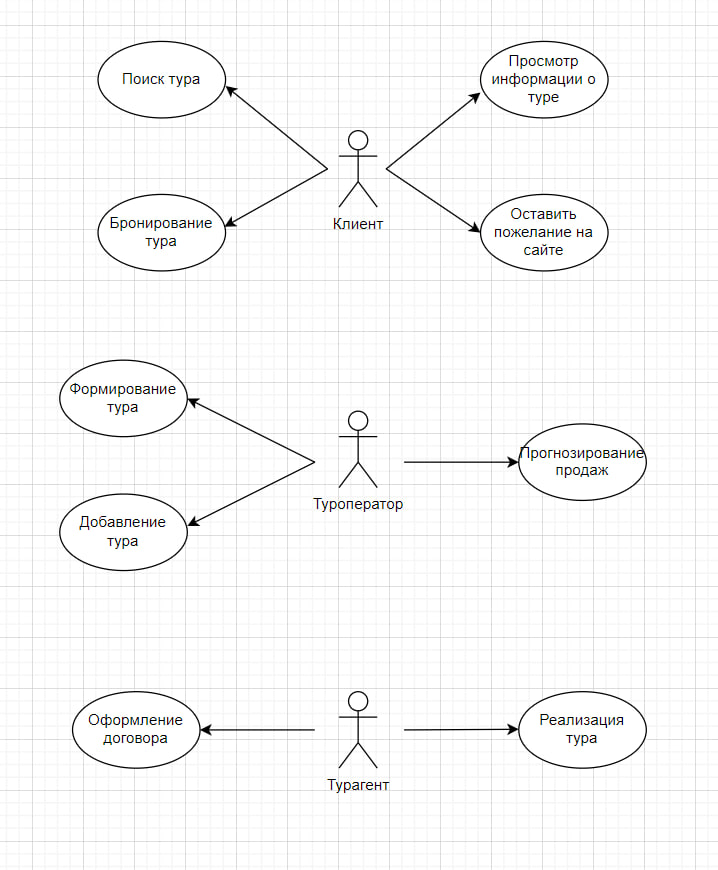 Поиск тура
Просмотр
информации о
туре
Бронирование
тура
Клиент
Оставить
пожелание на
сайте
Формирование
тура
Туроператор
Прогнозирование
продаж
Добавление
тура
Оформление
договора
Турагент
Реализация
тура